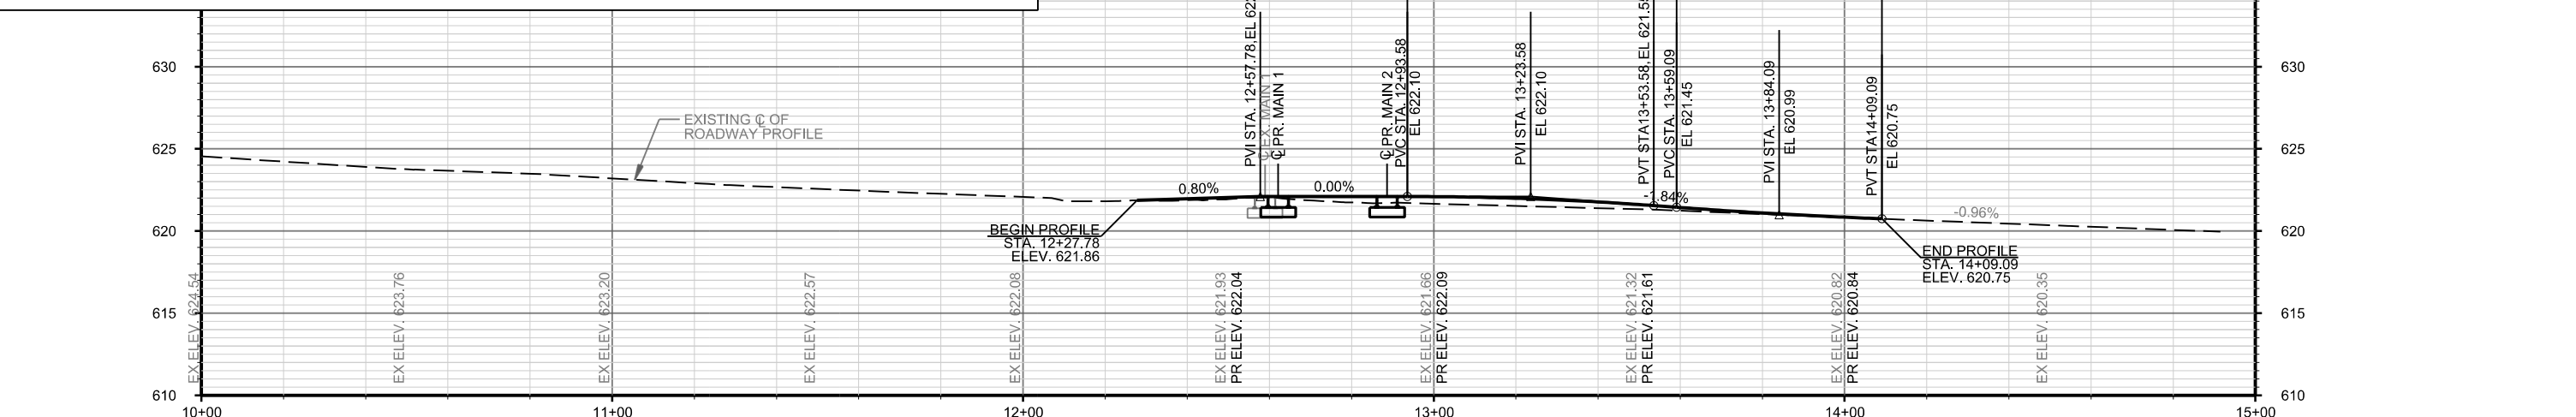 630
625
620
615
610
EXISTING ℄ OF
ROADWAY PROFILE
BEGIN PROFILE
STA. 12+27.78
ELEV. 621.86
0.80%
PVI STA. 12+57.78,EL
℄ EX. MAIN 1
℄ PR. MAIN 1
0.00%
℄ PR. MAIN 2
PVC STA. 12+93.58
EL 622.10
PVI STA. 13+23.58
EL 622.10
PVT STA13+53.58,EL
PVC STA. 13+59.09
EL 621.45
-1.84%
PVI STA. 13+84.09
EL 620.99
PVT STA14+09.09
EL 620.75
-0.96%
END PROFILE
STA. 14+09.09
ELEV. 620.75
630
625
620
615
610
EX ELEV. 624.54
EX ELEV. 623.76
EX ELEV. 623.20
EX ELEV. 622.57
EX ELEV. 622.08
EX ELEV. 621.93
PR ELEV. 622.04
EX ELEV. 621.66
PR ELEV. 622.09
EX ELEV. 621.32
PR ELEV. 621.61
EX ELEV. 620.82
PR ELEV. 620.84
EX ELEV. 620.35
10+00
11+00
12+00
13+00
14+00
15+00